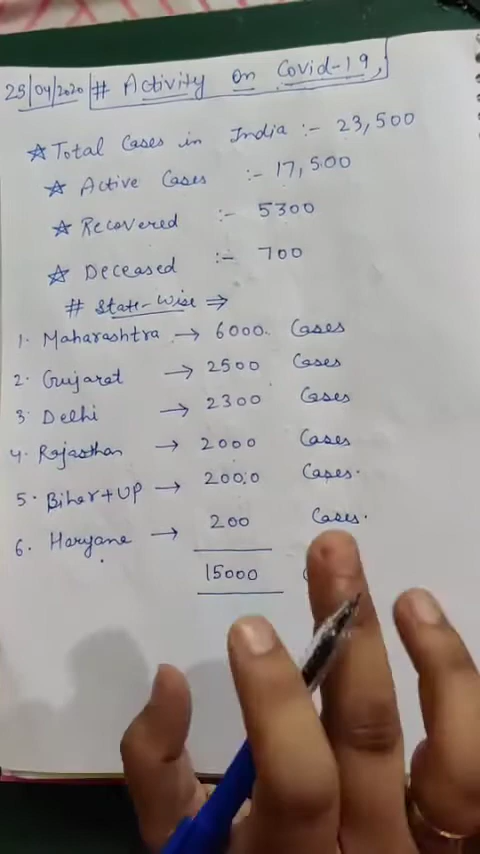 25/04/2020 # Activity on Covid-19,
☆ Total Cases in India :- 23,500
☆ Active Cases :- 17,500
☆ Recovered :- 5300
☆ Deceased :- 700
# State-Wise ⇒
1. Maharashtra → 6000 Cases
2. Gujarat → 2500 Cases
3. Delhi → 2300 Cases
4. Rajasthan → 2000 Cases
5. Bihar + UP → 2000 Cases.
6. Haryana → 200 Cases.
15000